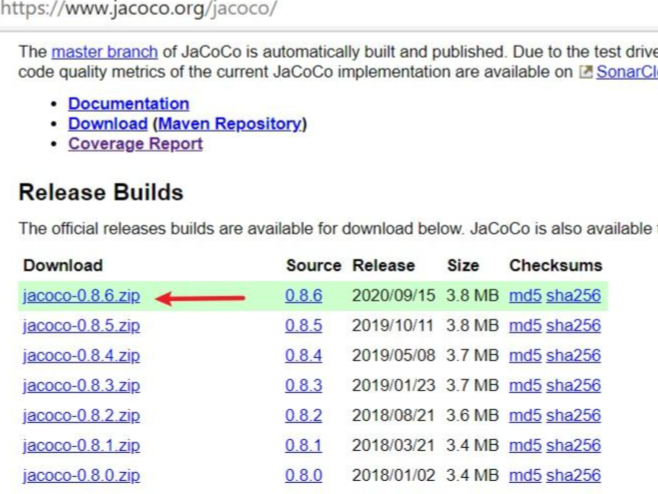 https://www.jacoco.org/jacoco/
The master branch of JaCoCo is automatically built and published. Due to the test drive
code quality metrics of the current JaCoCo implementation are available on SonarCl
• Documentation
• Download (Maven Repository)
• Coverage Report
Release Builds
The official releases builds are available for download below. JaCoCo is also available
Download Source Release Size Checksums
jacoco-0.8.6.zip 0.8.6 2020/09/15 3.8 MB md5 sha256
jacoco-0.8.5.zip 0.8.5 2019/10/11 3.8 MB md5 sha256
jacoco-0.8.4.zip 0.8.4 2019/05/08 3.7 MB md5 sha256
jacoco-0.8.3.zip 0.8.3 2019/01/23 3.7 MB md5 sha256
jacoco-0.8.2.zip 0.8.2 2018/08/21 3.6 MB md5 sha256
jacoco-0.8.1.zip 0.8.1 2018/03/21 3.4 MB md5 sha256
jacoco-0.8.0.zip 0.8.0 2018/01/02 3.4 MB md5 sha256